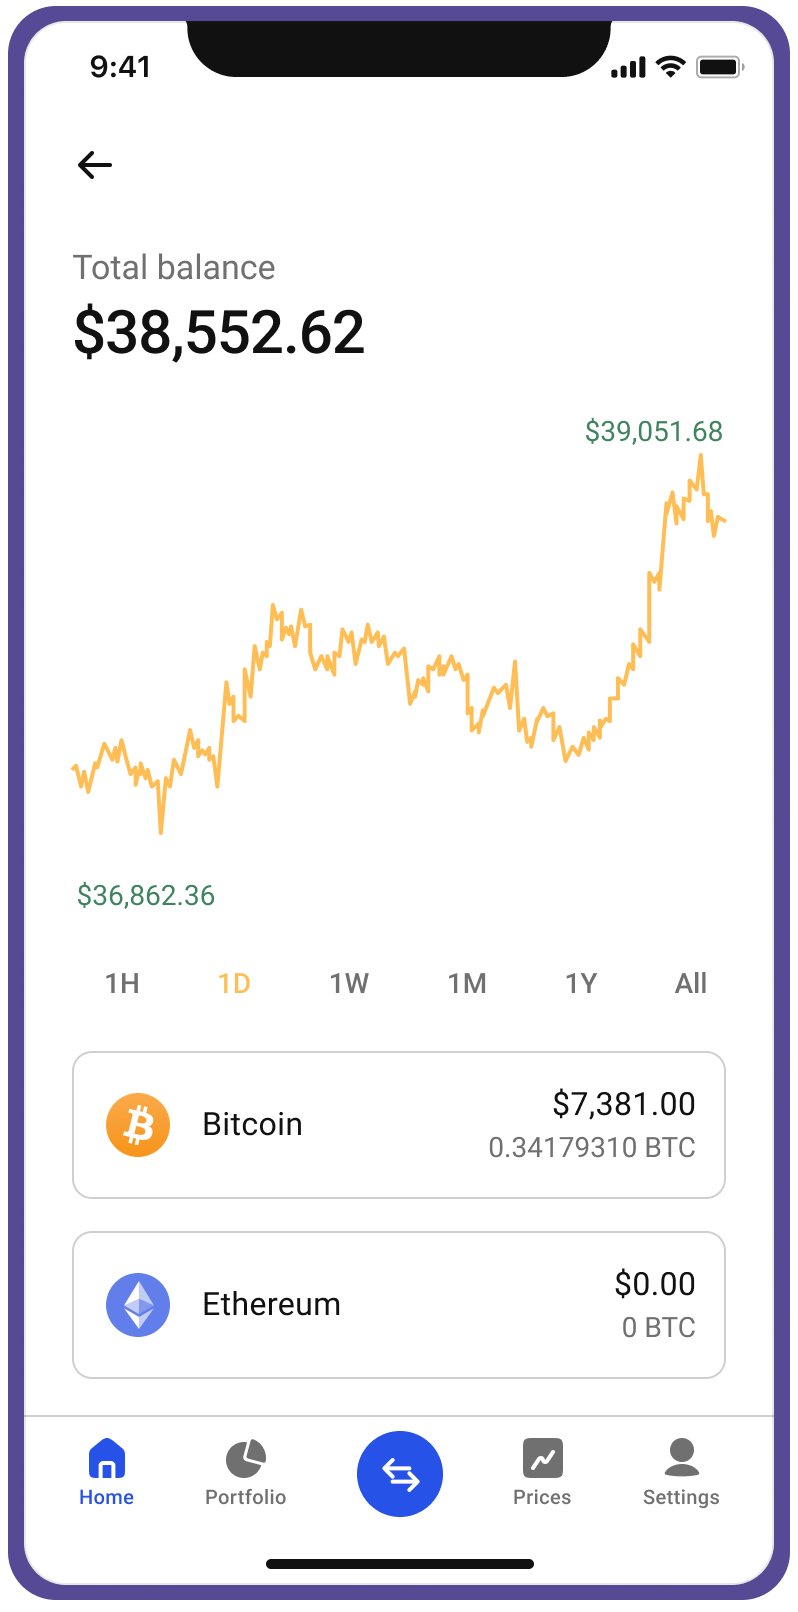 9:41
Total balance
$38,552.62
$39,051.68
$36,862.36
1H 1D 1W 1M 1Y All
Bitcoin
$7,381.00
0.34179310 BTC
Ethereum
$0.00
0 BTC
Home Portfolio Prices Settings